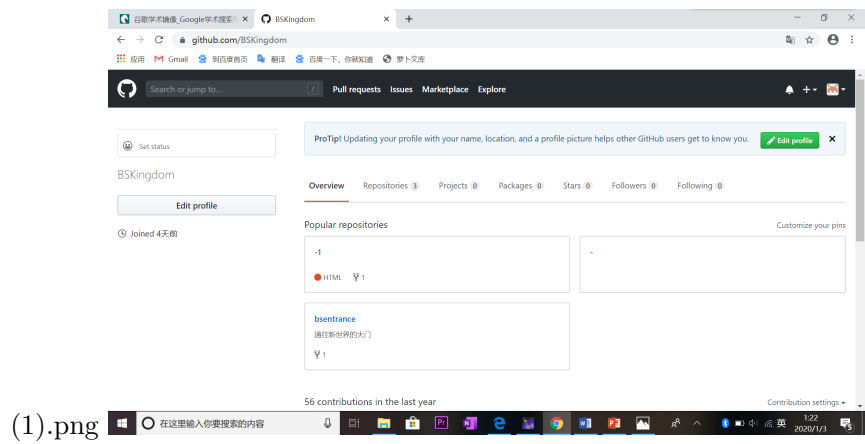 谷歌学术镜像_Google学术搜索
BSKingdom
github.com/BSKingdom
应用 Gmail 到百度首页 翻译 百度一下，你就知道 萝卜文库
Search or jump to... / Pull requests Issues Marketplace Explore
Set status
BSKingdom
Edit profile
Joined 4天前
ProTip! Updating your profile with your name, location, and a profile picture helps other GitHub users get to know you.
Edit profile
Overview Repositories 3 Projects 0 Packages 0 Stars 0 Followers 0 Following 0
Popular repositories
Customize your pins
-1
HTML 1
-
bsentrance
通往新世界的大门
1
56 contributions in the last year
Contribution settings
(1).png
在这里输入你要搜索的内容
Pr
英
1:22
2020/1/3